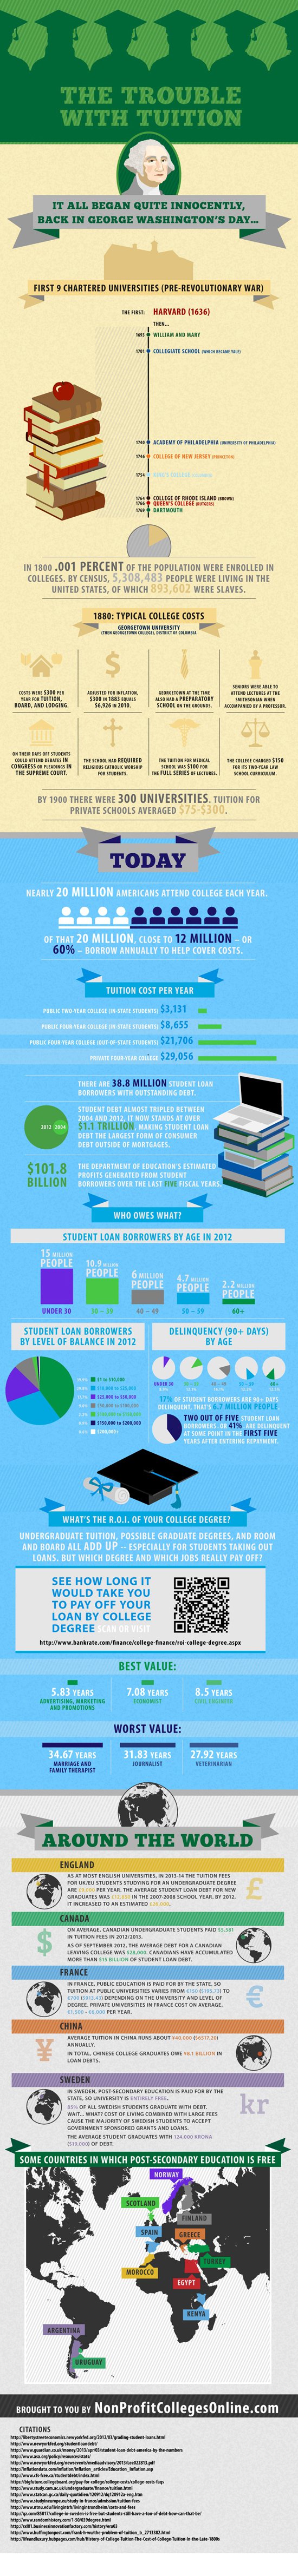 THE TROUBLE
WITH TUITION
IT ALL BEGAN QUITE INNOCENTLY,
BACK IN GEORGE WASHINGTON'S DAY...
FIRST 9 CHARTERED UNIVERSITIES (PRE-REVOLUTIONARY WAR)
THE FIRST: HARVARD (1636)
THEN...
1693 WILLIAM AND MARY
1701 COLLEGIATE SCHOOL (WHICH BECAME YALE)
1740 ACADEMY OF PHILADELPHIA (UNIVERSITY OF PHILADELPHIA)
1746 COLLEGE OF NEW JERSEY (PRINCETON)
1754 KING'S COLLEGE (COLUMBIA)
1764 COLLEGE OF RHODE ISLAND (BROWN)
1766 QUEEN'S COLLEGE (RUTGERS)
1769 DARTMOUTH
IN 1800 .001 PERCENT OF THE POPULATION WERE ENROLLED IN
COLLEGES. BY CENSUS, 5,308,483 PEOPLE WERE LIVING IN THE
UNITED STATES, OF WHICH 893,602 WERE SLAVES.
1880: TYPICAL COLLEGE COSTS
GEORGETOWN UNIVERSITY
(THEN GEORGETOWN COLLEGE), DISTRICT OF COLUMBIA
COSTS WERE $300 PER
YEAR FOR TUITION,
BOARD, AND LODGING.
ADJUSTED FOR INFLATION,
$300 IN 1883 EQUALS
$6,926 IN 2010.
GEORGETOWN AT THE TIME
ALSO HAD A PREPARATORY
SCHOOL ON THE GROUNDS.
SENIORS WERE ABLE TO
ATTEND LECTURES AT THE
SMITHSONIAN WHEN
ACCOMPANIED BY A PROFESSOR.
ON THEIR DAYS OFF STUDENTS
COULD ATTEND DEBATES IN
CONGRESS OR PLEADINGS IN
THE SUPREME COURT.
THE SCHOOL HAD REQUIRED
RELIGIOUS CATHOLIC WORSHIP
FOR STUDENTS.
THE TUITION FOR MEDICAL
SCHOOL WAS $100 FOR
THE FULL SERIES OF LECTURES.
THE COLLEGE CHARGED $150
FOR ITS TWO-YEAR LAW
SCHOOL CURRICULUM.
BY 1900 THERE WERE 300 UNIVERSITIES. TUITION FOR
PRIVATE SCHOOLS AVERAGED $75-$300.
TODAY
NEARLY 20 MILLION AMERICANS ATTEND COLLEGE EACH YEAR.
OF THAT 20 MILLION, CLOSE TO 12 MILLION – OR
60% – BORROW ANNUALLY TO HELP COVER COSTS.
TUITION COST PER YEAR
PUBLIC TWO-YEAR COLLEGE (IN-STATE STUDENTS) $3,131
PUBLIC FOUR-YEAR COLLEGE (IN-STATE STUDENTS) $8,655
PUBLIC FOUR-YEAR COLLEGE (OUT-OF-STATE STUDENTS) $21,706
PRIVATE FOUR-YEAR COLLEGE $29,056
THERE ARE 38.8 MILLION STUDENT LOAN
BORROWERS WITH OUTSTANDING DEBT.
2012 2004
STUDENT DEBT ALMOST TRIPLED BETWEEN
2004 AND 2012. IT NOW STANDS AT OVER
$1.1 TRILLION, MAKING STUDENT LOAN
DEBT THE LARGEST FORM OF CONSUMER
DEBT OUTSIDE OF MORTGAGES.
$101.8
BILLION
THE DEPARTMENT OF EDUCATION'S ESTIMATED
PROFITS GENERATED FROM STUDENT
BORROWERS OVER THE LAST FIVE FISCAL YEARS.
WHO OWES WHAT?
STUDENT LOAN BORROWERS BY AGE IN 2012
15 MILLION PEOPLE
10.9 MILLION PEOPLE
6 MILLION PEOPLE
4.7 MILLION PEOPLE
2.2 MILLION PEOPLE
UNDER 30
30 – 39
40 – 49
50 – 59
60+
STUDENT LOAN BORROWERS
BY LEVEL OF BALANCE IN 2012
$1 to $10,000
$10,000 to $25,000
$25,000 to $50,000
$50,000 to $100,000
$100,000 to $150,000
$150,000 to $200,000
$200,000+
DELINQUENCY (90+ DAYS)
BY AGE
UNDER 30
30 – 39
40 – 49
50 – 59
60+
17% OF STUDENT BORROWERS ARE 90+ DAYS
DELINQUENT, THAT'S 6.7 MILLION PEOPLE
TWO OUT OF FIVE STUDENT LOAN
BORROWERS – OR 41% – ARE DELINQUENT
AT SOME POINT IN THE FIRST FIVE
YEARS AFTER ENTERING REPAYMENT.
WHAT'S THE R.O.I. OF YOUR COLLEGE DEGREE?
UNDERGRADUATE TUITION, POSSIBLE GRADUATE DEGREES, AND ROOM
AND BOARD ALL ADD UP – ESPECIALLY FOR STUDENTS TAKING OUT
LOANS. BUT WHICH DEGREE AND WHICH JOBS REALLY PAY OFF?
SEE HOW LONG IT
WOULD TAKE YOU
TO PAY OFF YOUR
LOAN BY COLLEGE
DEGREE SCAN OR VISIT
http://www.bankrate.com/finance/college-finance/roi-college-degree.aspx
BEST VALUE:
5.83 YEARS
ADVERTISING, MARKETING
AND PROMOTIONS
7.08 YEARS
ECONOMIST
8.5 YEARS
CIVIL ENGINEER
WORST VALUE:
34.67 YEARS
MARRIAGE AND
FAMILY THERAPIST
31.83 YEARS
JOURNALIST
27.92 YEARS
VETERINARIAN
AROUND THE WORLD
ENGLAND
AS AT MOST ENGLISH UNIVERSITIES, IN 2013-14 THE TUITION FEES
FOR UK/EU STUDENTS STUDYING FOR AN UNDERGRADUATE DEGREE
PER YEAR. THE AVERAGE STUDENT LOAN DEBT FOR NEW
GRADUATES WAS IN THE 2007/2008 SCHOOL YEAR. BY 2012,
IT INCREASED TO AN ESTIMATED
£
CANADA
$
ON AVERAGE, CANADIAN UNDERGRADUATE STUDENTS PAID $5,581
IN TUITION FEES IN 2012/2013.
AS OF SEPTEMBER 2012, THE AVERAGE DEBT FOR A CANADIAN
LEAVING COLLEGE WAS $28,000. CANADIANS HAVE ACCUMULATED
MORE THAN $15 BILLION OF STUDENT LOAN DEBT.
FRANCE
IN FRANCE, PUBLIC EDUCATION IS PAID FOR BY THE STATE, SO
TUITION AT PUBLIC UNIVERSITIES VARIES FROM €150 TO
€700 DEPENDING ON THE UNIVERSITY AND LEVEL OF
DEGREE. PRIVATE UNIVERSITIES IN FRANCE COST ON AVERAGE,
PER YEAR.
€
CHINA
¥
AVERAGE TUITION IN CHINA RUNS ABOUT ¥40,000 ($6517.20)
ANNUALLY.
IN TOTAL, CHINESE COLLEGE GRADUATES OWE ¥8.1 BILLION IN
LOAN DEBTS.
SWEDEN
IN SWEDEN, POST-SECONDARY EDUCATION IS PAID FOR BY THE
STATE, SO UNIVERSITY IS ENTIRELY FREE.
85% OF ALL SWEDISH STUDENTS GRADUATE WITH DEBT.
WAIT... WHAT? COST OF LIVING COMBINED WITH LARGE FEES
CAUSE THE MAJORITY OF SWEDISH STUDENTS TO ACCEPT
GOVERNMENT SPONSORED GRANTS AND LOANS.
THE AVERAGE STUDENT GRADUATES WITH 124,000 KRONA
($19,000) OF DEBT.
kr
SOME COUNTRIES IN WHICH POST-SECONDARY EDUCATION IS FREE
NORWAY
SCOTLAND
FINLAND
SPAIN
GREECE
TURKEY
MOROCCO
EGYPT
KENYA
ARGENTINA
URUGUAY
BROUGHT TO YOU BY NonProfitCollegesOnline.com
CITATIONS